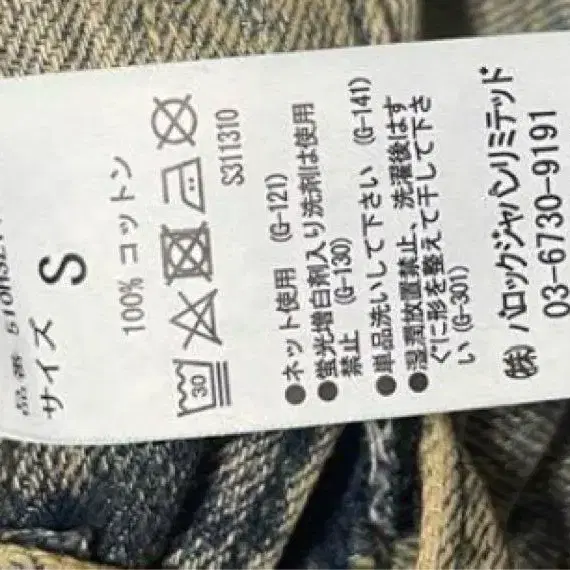 サイズ S
100% コットン
30
S311310
●ネット使用 (G-121)
●蛍光増白剤入り洗剤は使用
禁止 (G-130)
●単品洗いして下さい (G-141)
●湿潤放置禁止、洗濯後はす
ぐに形を整えて干して下さ
い (G-301)
㈱ バロックジャパンリミテッド
03-6730-9191